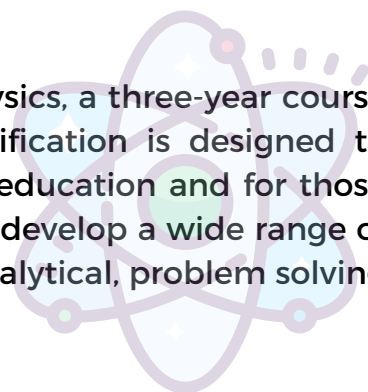 ysics, a three-year cours
ification is designed t
education and for thos
develop a wide range o
alytical, problem solvin